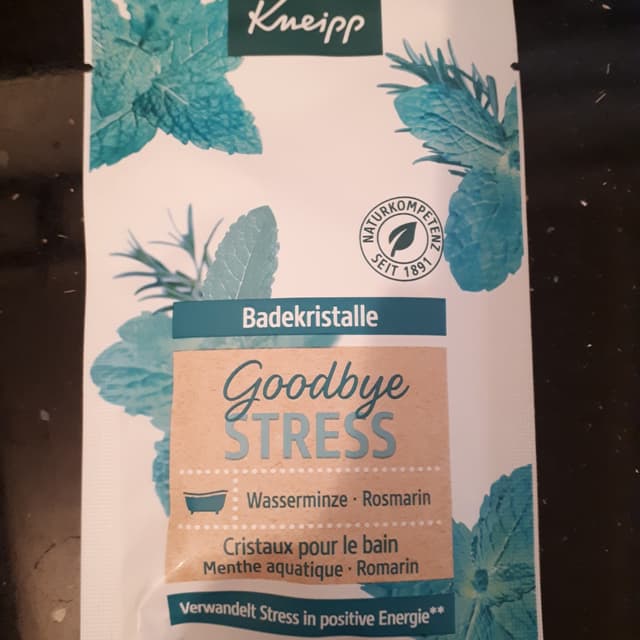 Kneipp
NATURKOMPETENZ
SEIT 1891
Badekristalle
Goodbye
STRESS
Wasserminze · Rosmarin
Cristaux pour le bain
Menthe aquatique · Romarin
Verwandelt Stress in positive Energie**